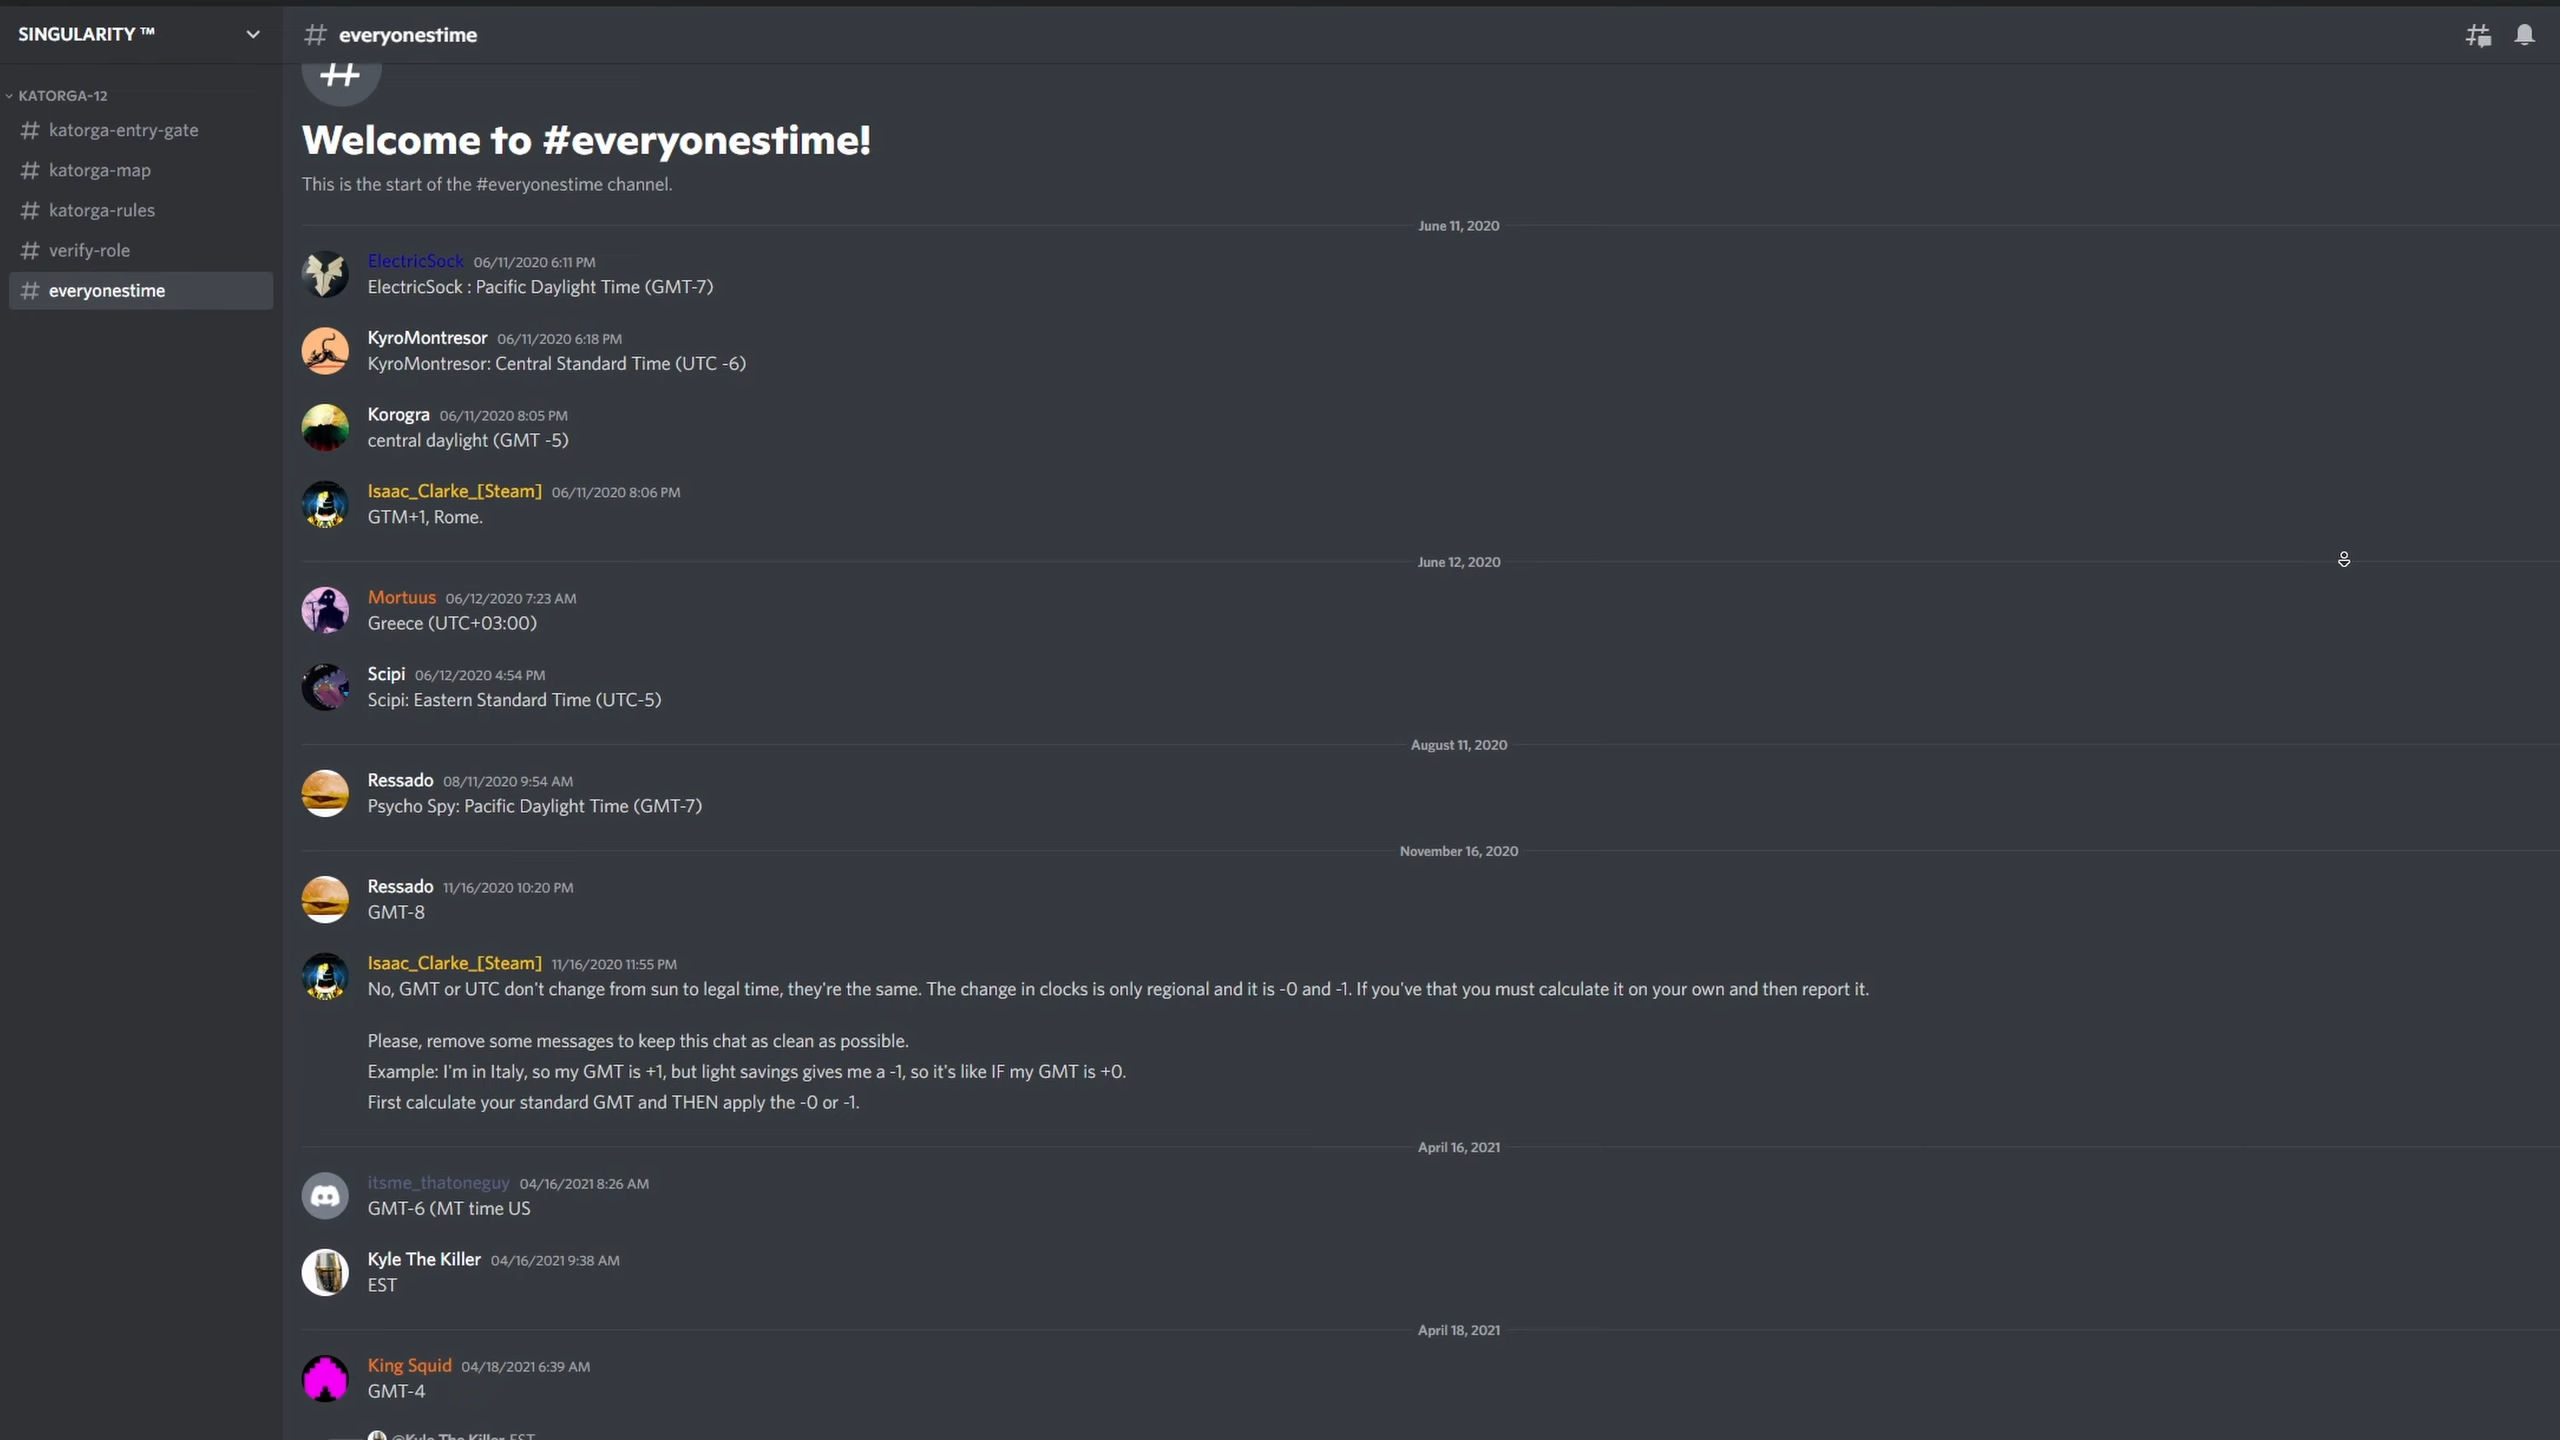 SINGULARITY ™
KATORGA-12
katorga-entry-gate
katorga-map
katorga-rules
verify-role
everyonestime
everyonestime
Welcome to #everyonestime!
This is the start of the #everyonestime channel.
June 11, 2020
ElectricSock 06/11/2020 6:11 PM
ElectricSock : Pacific Daylight Time (GMT-7)
KyroMontresor 06/11/2020 6:18 PM
KyroMontresor: Central Standard Time (UTC -6)
Korogra 06/11/2020 8:05 PM
central daylight (GMT -5)
Isaac_Clarke_[Steam] 06/11/2020 8:06 PM
GTM+1, Rome.
June 12, 2020
Mortuus 06/12/2020 7:23 AM
Greece (UTC+03:00)
Scipi 06/12/2020 4:54 PM
Scipi: Eastern Standard Time (UTC-5)
August 11, 2020
Ressado 08/11/2020 9:54 AM
Psycho Spy: Pacific Daylight Time (GMT-7)
November 16, 2020
Ressado 11/16/2020 10:20 PM
GMT-8
Isaac_Clarke_[Steam] 11/16/2020 11:55 PM
No, GMT or UTC don't change from sun to legal time, they're the same. The change in clocks is only regional and it is -0 and -1. If you've that you must calculate it on your own and then report it.
Please, remove some messages to keep this chat as clean as possible.
Example: I'm in Italy, so my GMT is +1, but light savings gives me a -1, so it's like IF my GMT is +0.
First calculate your standard GMT and THEN apply the -0 or -1.
April 16, 2021
itsme_thatoneguy 04/16/2021 8:26 AM
GMT-6 (MT time US
Kyle The Killer 04/16/2021 9:38 AM
EST
April 18, 2021
King Squid 04/18/2021 6:39 AM
GMT-4
@Kyle The Killer EST